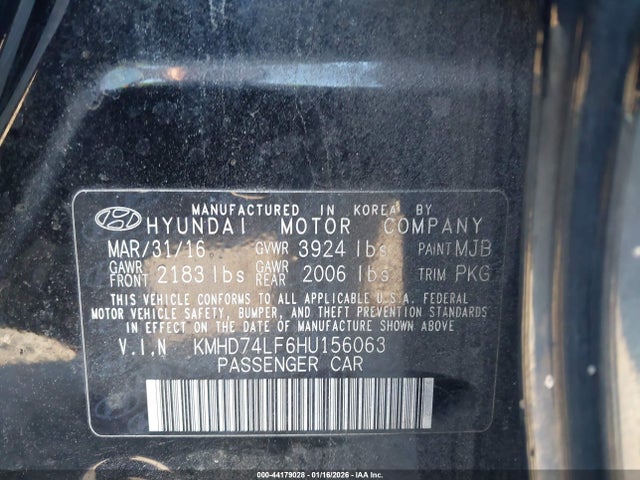 MANUFACTURED IN KOREA BY
HYUNDAI MOTOR COMPANY
MAR/31/16 GVWR 3924 lbs PAINT MJB
GAWR FRONT 2183 lbs GAWR REAR 2006 lbs TRIM PKG
THIS VEHICLE CONFORMS TO ALL APPLICABLE U.S.A. FEDERAL
MOTOR VEHICLE SAFETY, BUMPER, AND THEFT PREVENTION
STANDARDS IN EFFECT ON THE DATE OF MANUFACTURE
SHOWN ABOVE.
V.I.N KMHD74LF6HU156063
PASSENGER CAR
000-44179028 - 01/16/2026 - IAA Inc.